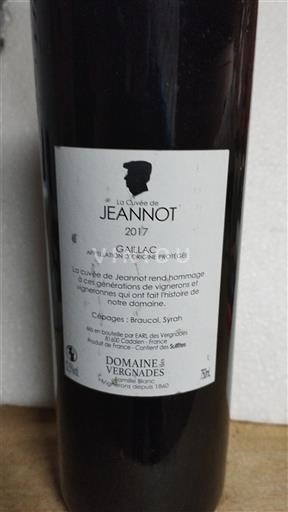 La Cuvée de
JEANNOT
2017
GAILLAC
APPELLATION D'ORIGINE PROTÉGÉE
La cuvée de Jeannot rend hommage
à ces générations de vignerons et
vigneronnes qui ont fait l'histoire de
notre domaine.
Cépages : Braucol, Syrah
Mis en bouteille par EARL des Vergnades
81600 Cadalen - France
Produit de France - Contient des Sulfites
DOMAINE des
VERGNADES
Famille Blanc
Vignerons depuis 1860
750mL